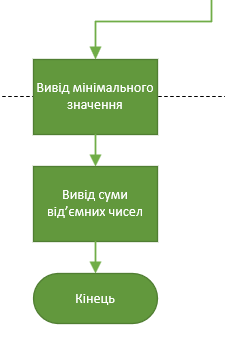 Вивід мінімального
значення
Вивід суми
від’ємних чисел
Кінець